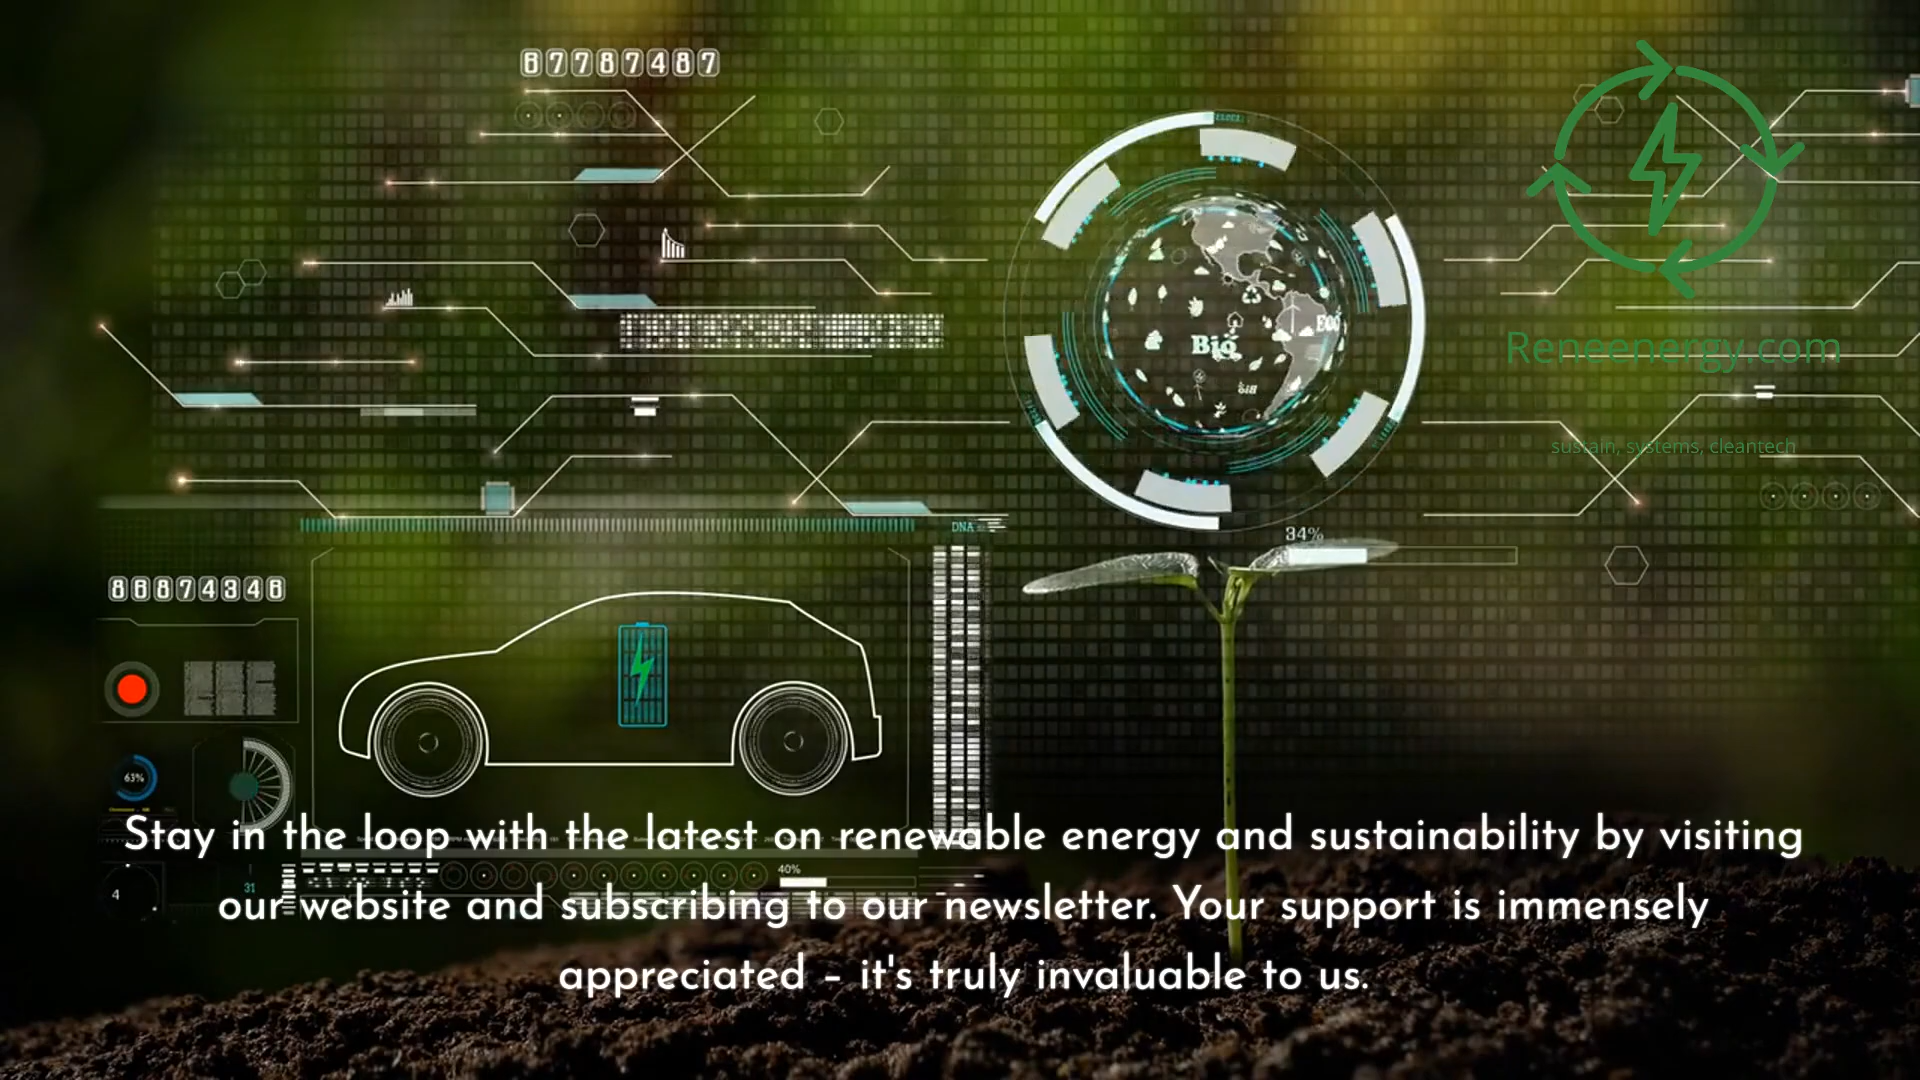 67787487
Reneenergy.com
sustain, systems, cleantech
Bio
Eco
DNA
34%
88874346
63%
40%
4
31
Stay in the loop with the latest on renewable energy and sustainability by visiting
our website and subscribing to our newsletter. Your support is immensely
appreciated – it's truly invaluable to us.